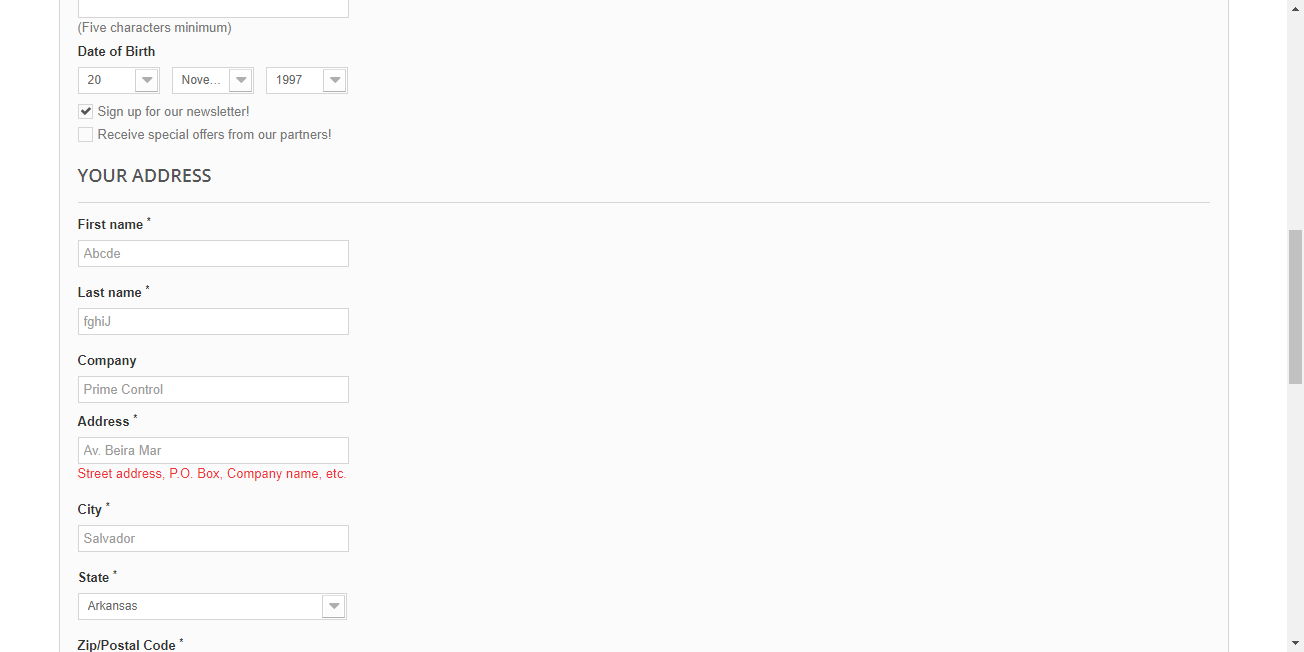 (Five characters minimum)
Date of Birth
20 Nove... 1997
Sign up for our newsletter!
Receive special offers from our partners!
YOUR ADDRESS
First name *
Abcde
Last name *
fghiJ
Company
Prime Control
Address *
Av. Beira Mar
Street address, P.O. Box, Company name, etc.
City *
Salvador
State *
Arkansas
Zip/Postal Code *